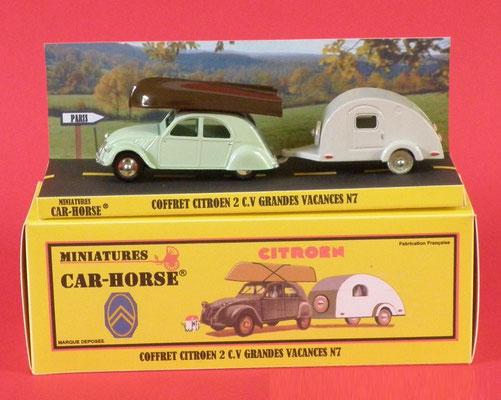 PARIS
MINIATURES
CAR-HORSE®
COFFRET CITROEN 2 C.V GRANDES VACANCES N7
MINIATURES
CAR-HORSE®
CITROËN
Fabrication Française
MARQUE DEPOSEE
COFFRET CITROEN 2 C.V GRANDES VACANCES N7